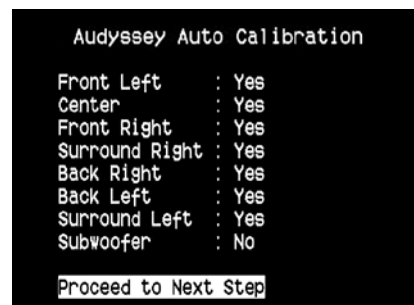 Audyssey Auto Calibration
Front Left : Yes
Center : Yes
Front Right : Yes
Surround Right : Yes
Back Right : Yes
Back Left : Yes
Surround Left : Yes
Subwoofer : No
Proceed to Next Step